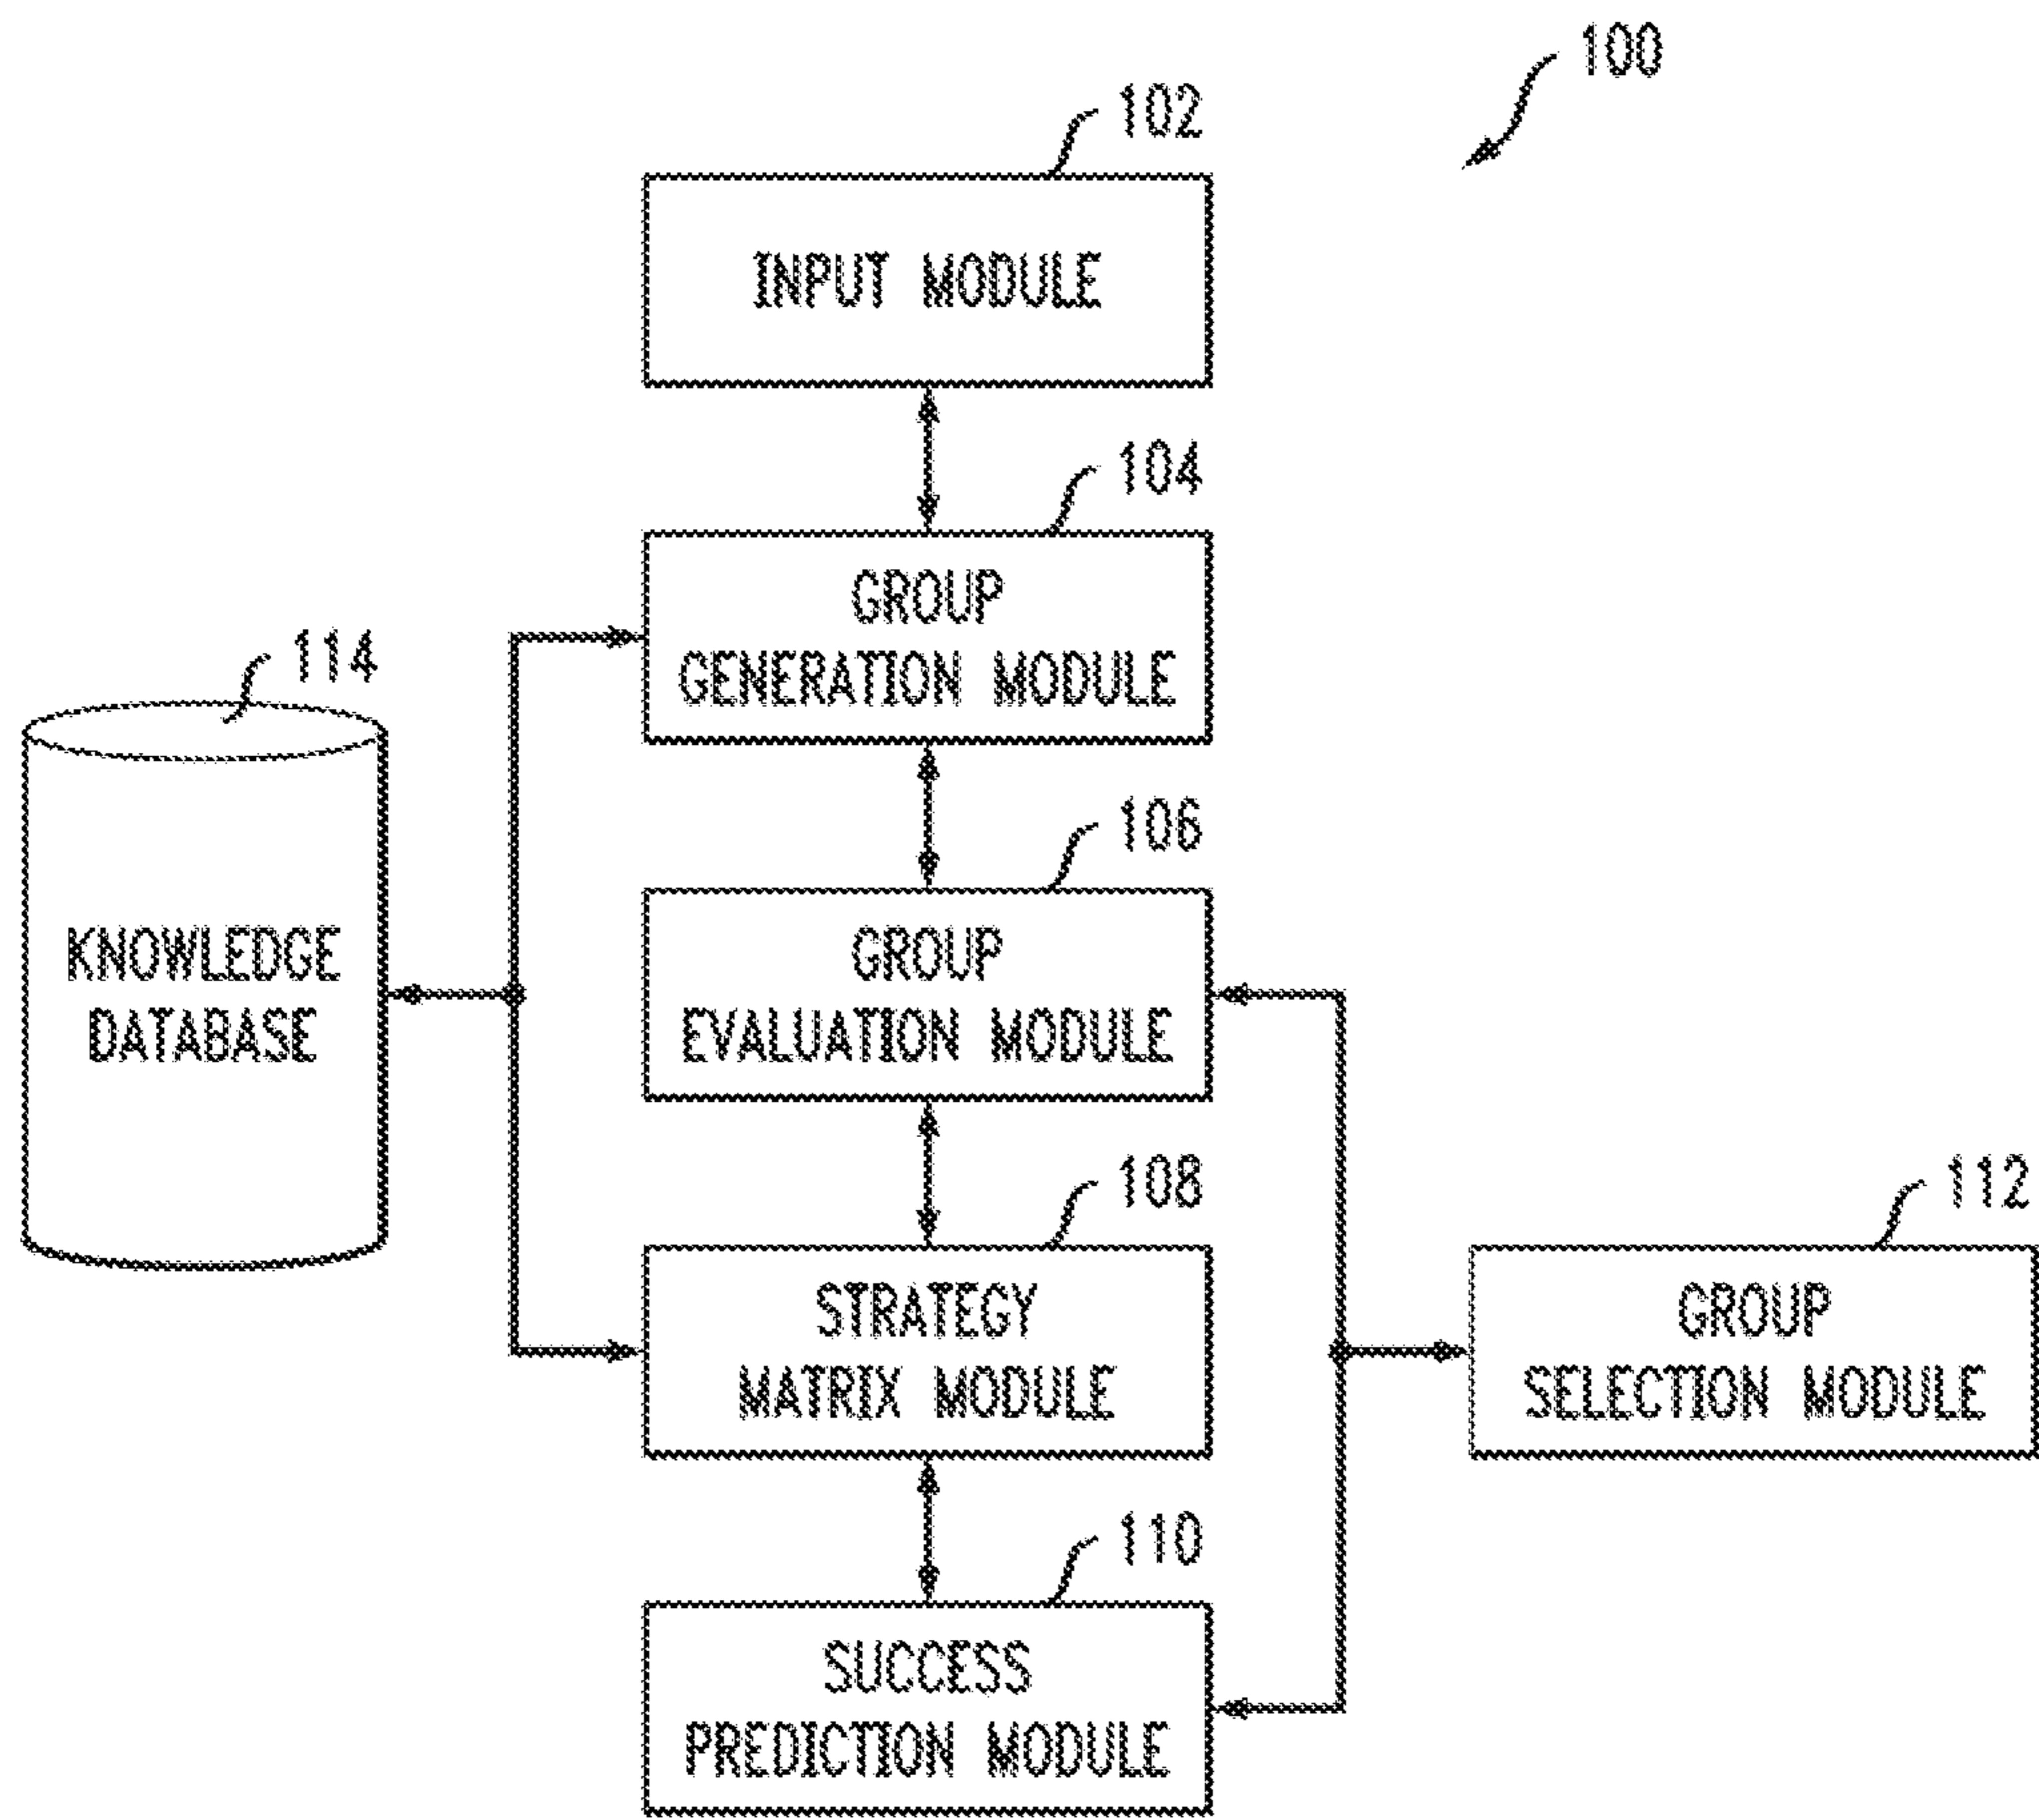 100
102
INPUT MODULE
104
GROUP
GENERATION MODULE
114
KNOWLEDGE
DATABASE
106
GROUP
EVALUATION MODULE
108
STRATEGY
MATRIX MODULE
112
GROUP
SELECTION MODULE
110
SUCCESS
PREDICTION MODULE